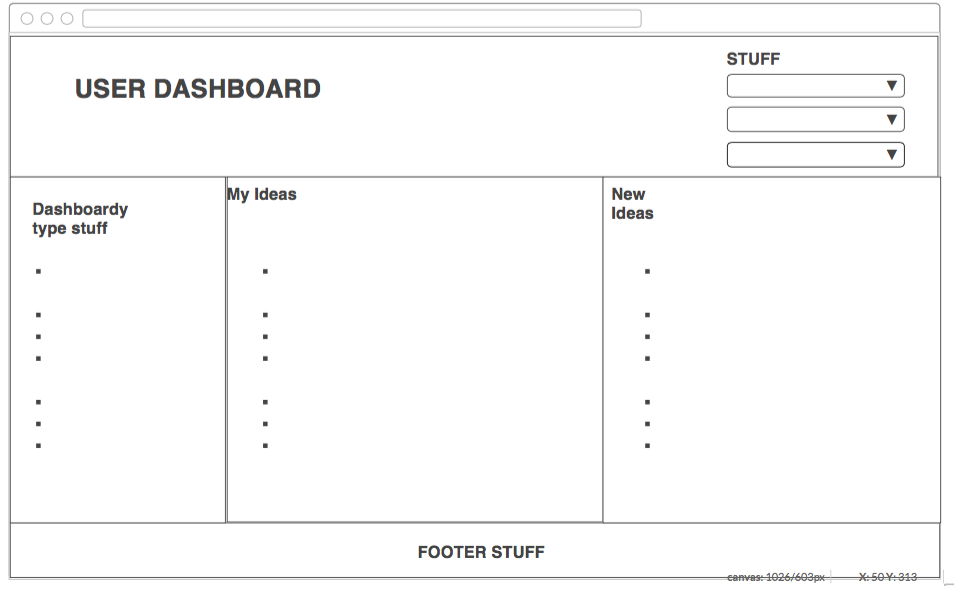 STUFF
USER DASHBOARD
▼
▼
▼
Dashboardy
type stuff
My Ideas
New
Ideas
FOOTER STUFF
canvas: 1026/603px
X: 50 Y: 313